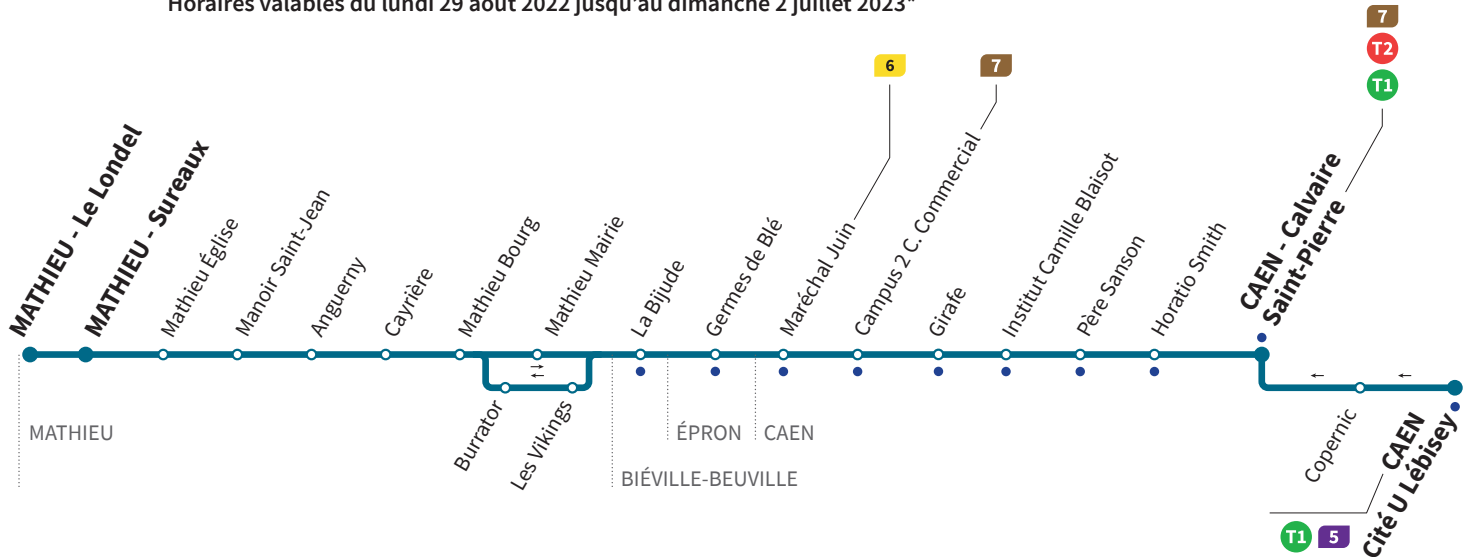 Horaires valables du lundi 29 août 2022 jusqu'au dimanche 2 juillet 2023*
7
T2
T1
6
7
MATHIEU - Le Londel
MATHIEU - Sureaux
Mathieu Église
Manoir Saint-Jean
Anguerny
Cayrière
Mathieu Bourg
Mathieu Mairie
La Bijude
Germes de Blé
Maréchal Juin
Campus 2 C. Commercial
Girafe
Institut Camille Blaisot
Père Sanson
Horatio Smith
CAEN - Calvaire
Saint-Pierre
Burrator
Les Vikings
Copernic
CAEN
Cité U Lébisey
MATHIEU
ÉPRON
CAEN
BIÉVILLE-BEUVILLE
T1
5